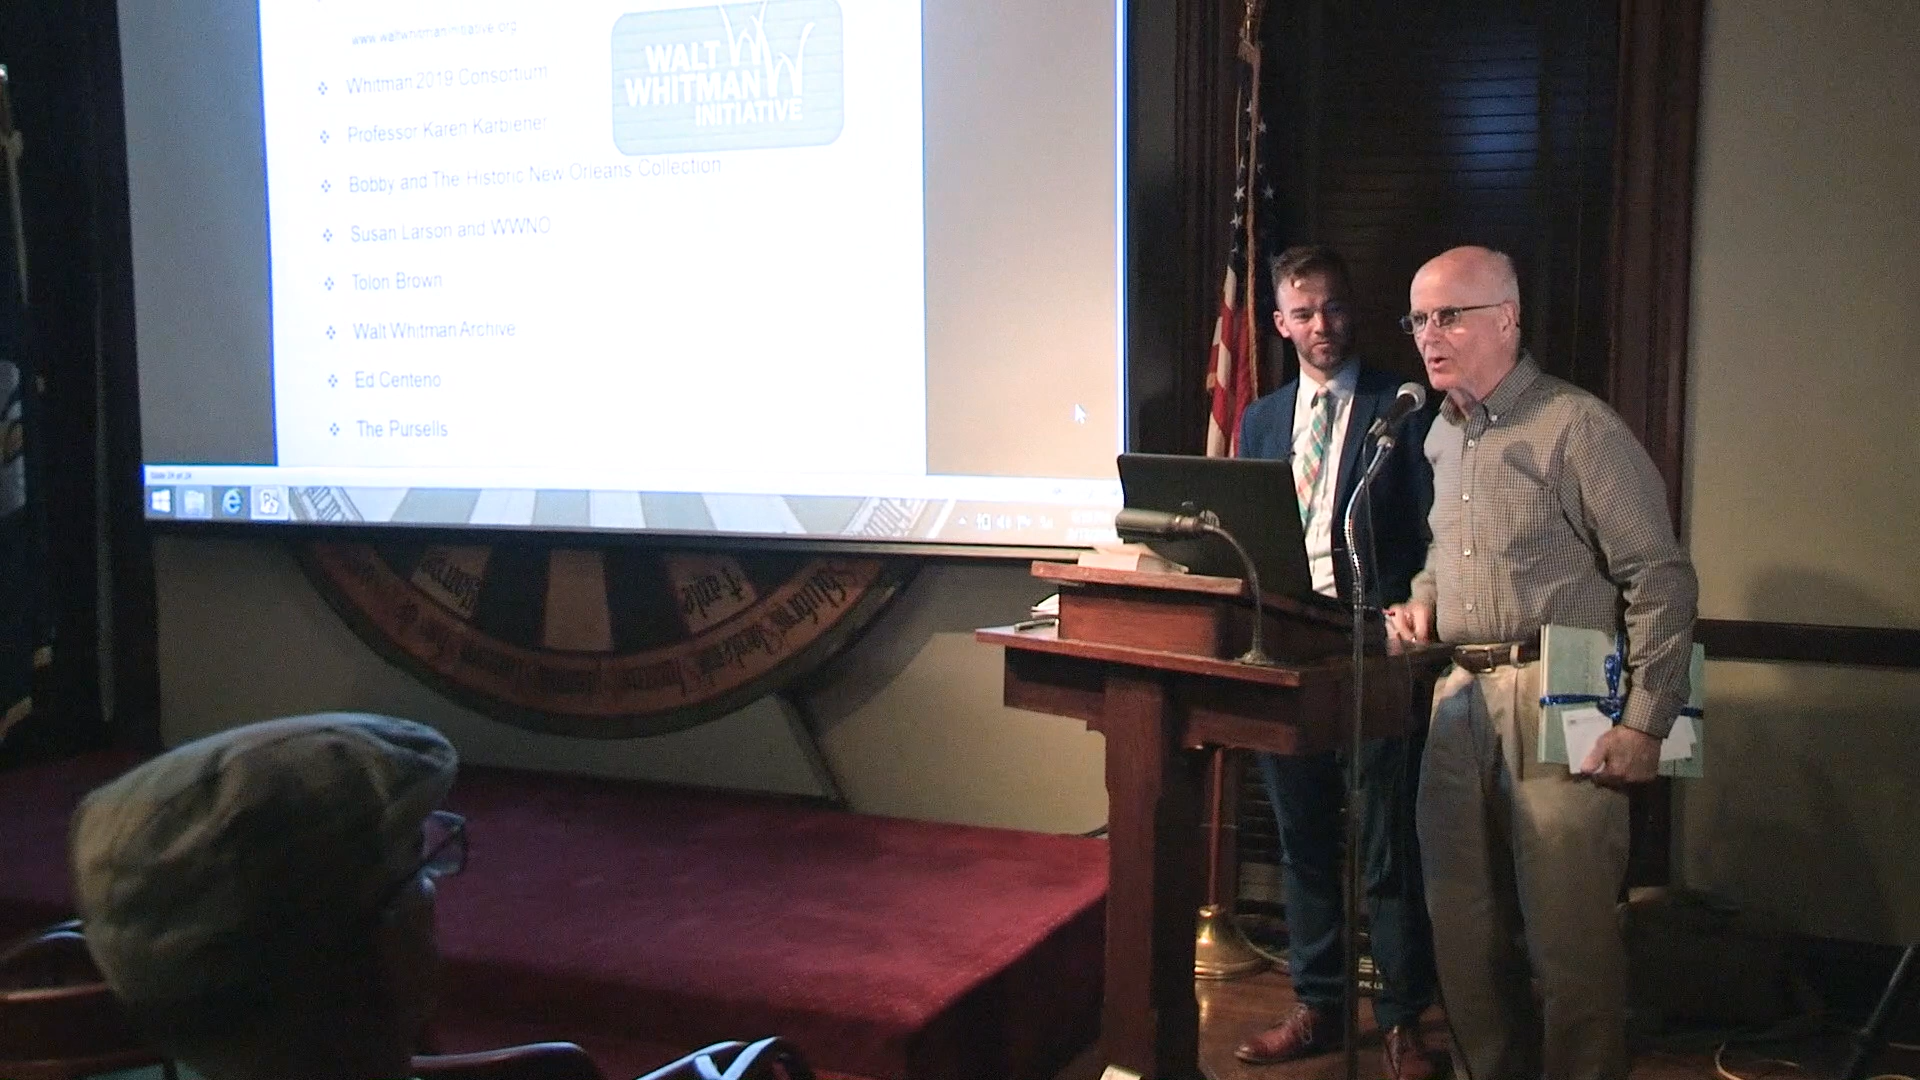 www.waltwhitmaninitiative.org
WALT
WHITMAN
INITIATIVE
Whitman 2019 Consortium
Professor Karen Karbiener
Bobby and The Historic New Orleans Collection
Susan Larson and WWNO
Tolon Brown
Walt Whitman Archive
Ed Centeno
The Pursells